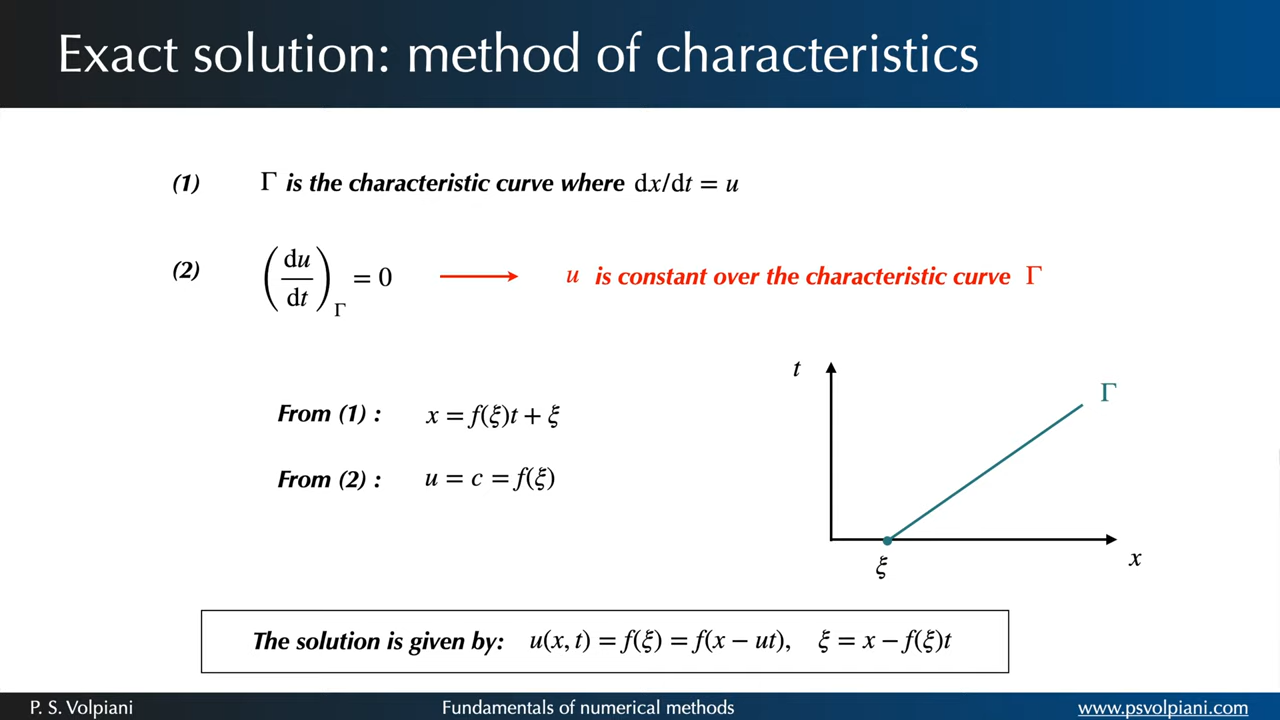 Exact solution: method of characteristics
(1) Γ is the characteristic curve where dx/dt = u
(2) (du/dt)_Γ = 0 ⟶ u is constant over the characteristic curve Γ
t
Γ
From (1) : x = f(ξ)t + ξ
From (2) : u = c = f(ξ)
x
ξ
The solution is given by: u(x, t) = f(ξ) = f(x − ut), ξ = x − f(ξ)t
P. S. Volpiani Fundamentals of numerical methods www.psvolpiani.com